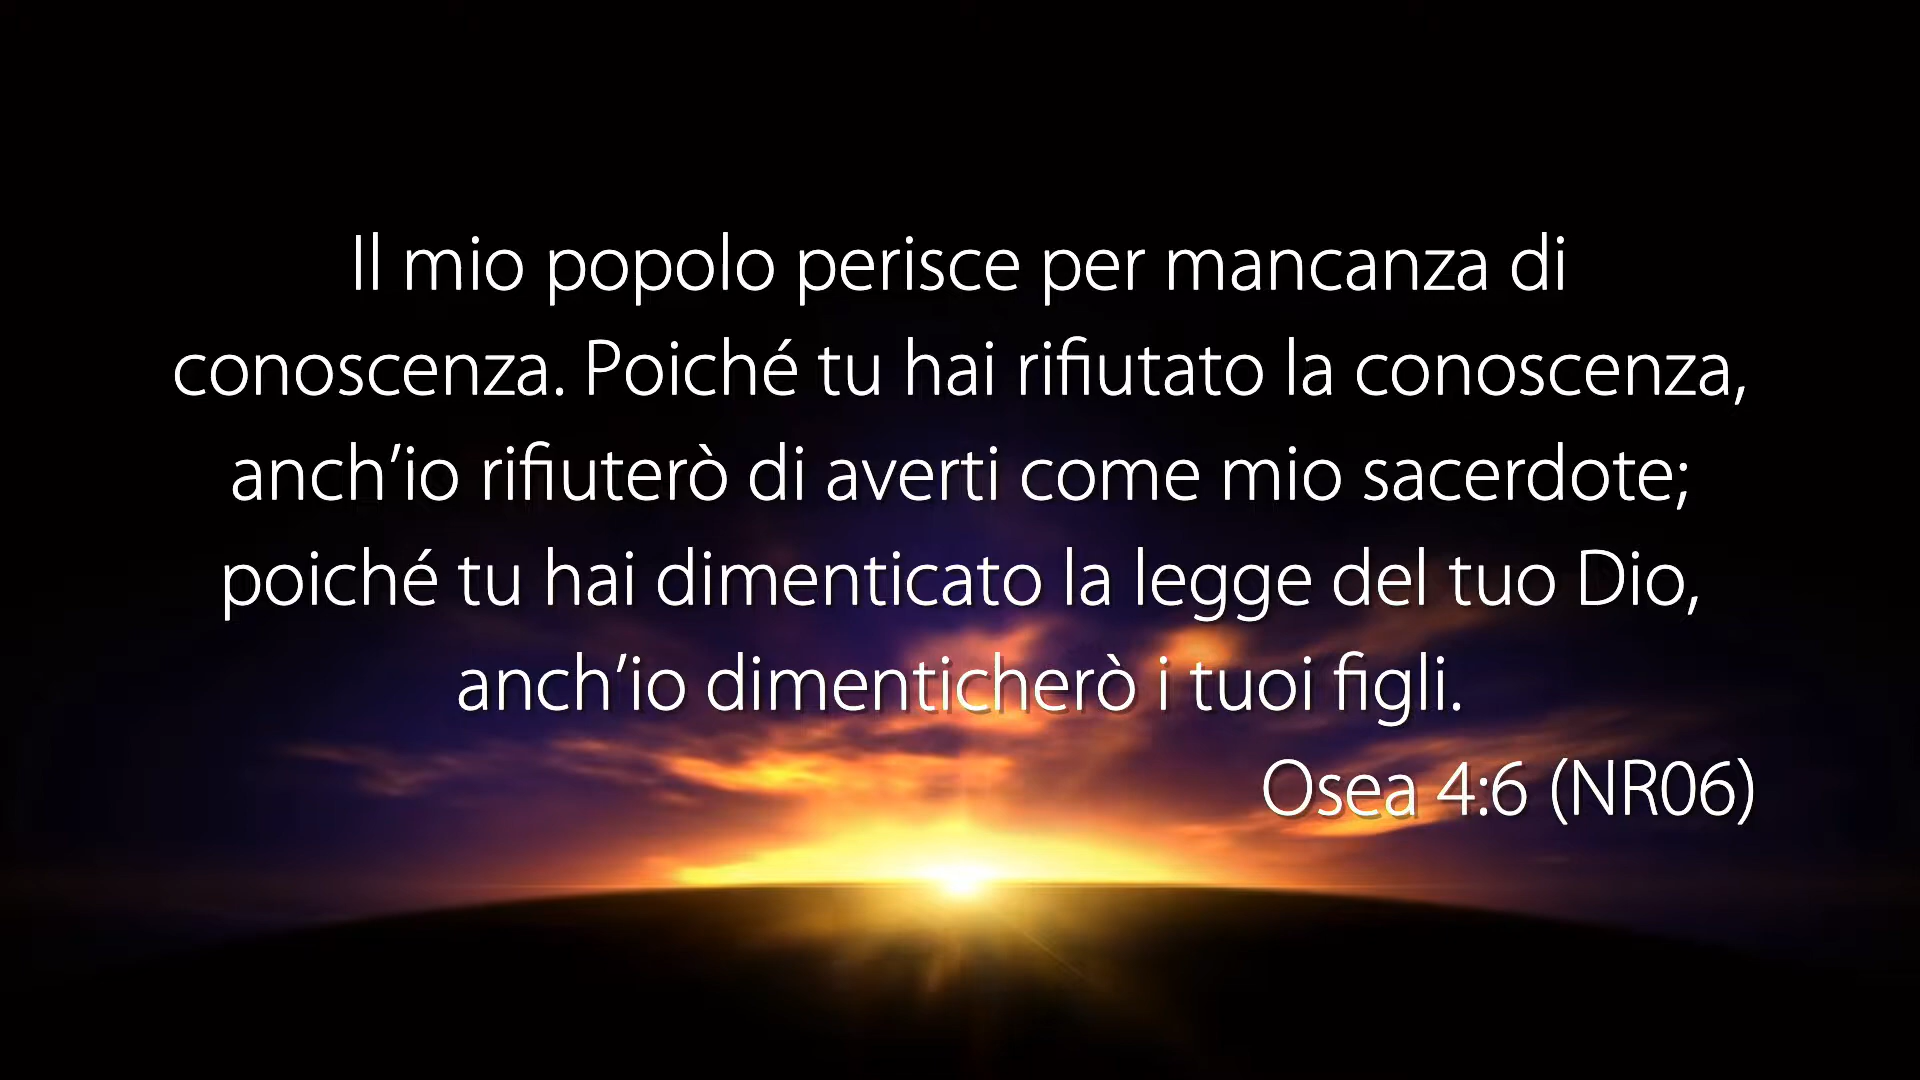 Il mio popolo perisce per mancanza di
conoscenza. Poiché tu hai rifiutato la conoscenza,
anch’io rifiuterò di averti come mio sacerdote;
poiché tu hai dimenticato la legge del tuo Dio,
anch’io dimenticherò i tuoi figli.
Osea 4:6 (NR06)